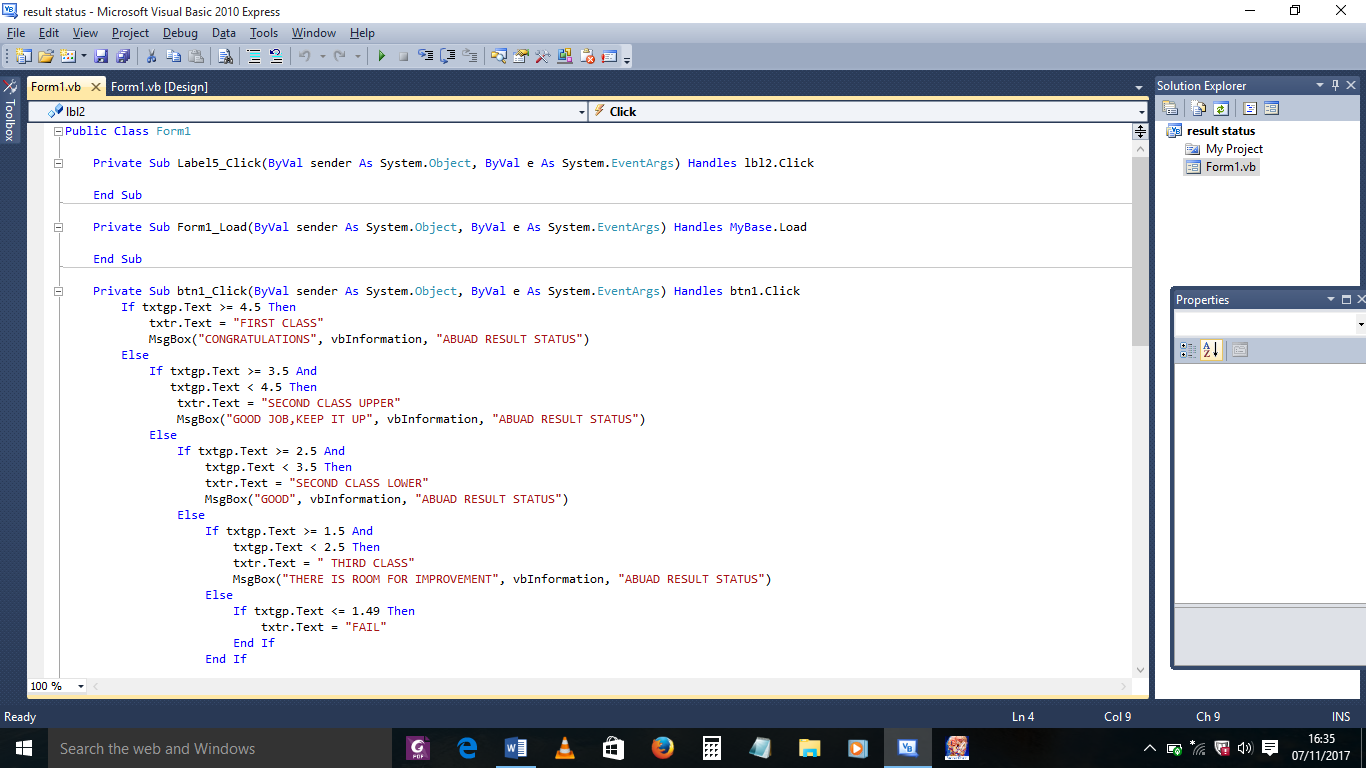 result status - Microsoft Visual Basic 2010 Express
File Edit View Project Debug Data Tools Window Help
Form1.vb Form1.vb [Design]
Toolbox
lbl2 Click
Public Class Form1
Private Sub Label5_Click(ByVal sender As System.Object, ByVal e As System.EventArgs) Handles lbl2.Click
End Sub
Private Sub Form1_Load(ByVal sender As System.Object, ByVal e As System.EventArgs) Handles MyBase.Load
End Sub
Private Sub btn1_Click(ByVal sender As System.Object, ByVal e As System.EventArgs) Handles btn1.Click
If txtgp.Text >= 4.5 Then
txtr.Text = "FIRST CLASS"
MsgBox("CONGRATULATIONS", vbInformation, "ABUAD RESULT STATUS")
Else
If txtgp.Text >= 3.5 And
txtgp.Text < 4.5 Then
txtr.Text = "SECOND CLASS UPPER"
MsgBox("GOOD JOB,KEEP IT UP", vbInformation, "ABUAD RESULT STATUS")
Else
If txtgp.Text >= 2.5 And
txtgp.Text < 3.5 Then
txtr.Text = "SECOND CLASS LOWER"
MsgBox("GOOD", vbInformation, "ABUAD RESULT STATUS")
Else
If txtgp.Text >= 1.5 And
txtgp.Text < 2.5 Then
txtr.Text = " THIRD CLASS"
MsgBox("THERE IS ROOM FOR IMPROVEMENT", vbInformation, "ABUAD RESULT STATUS")
Else
If txtgp.Text <= 1.49 Then
txtr.Text = "FAIL"
End If
End If
100 %
Solution Explorer
result status
My Project
Form1.vb
Properties
Ready Ln 4 Col 9 Ch 9 INS
Search the web and Windows
16:35
07/11/2017